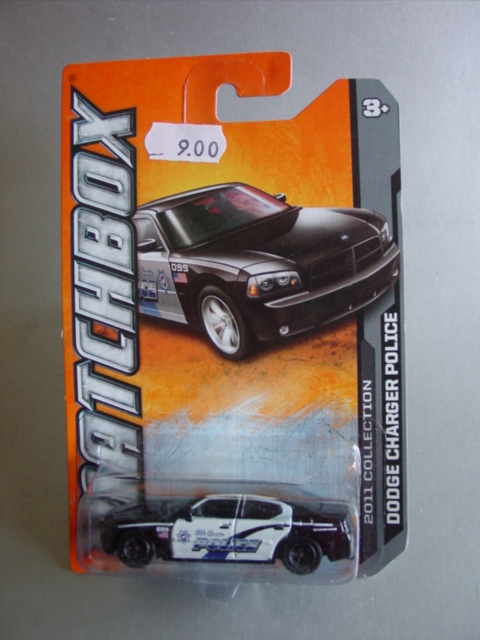 MATCHBOX
3+
9.00
099
2011 COLLECTION
DODGE CHARGER POLICE
POLICE